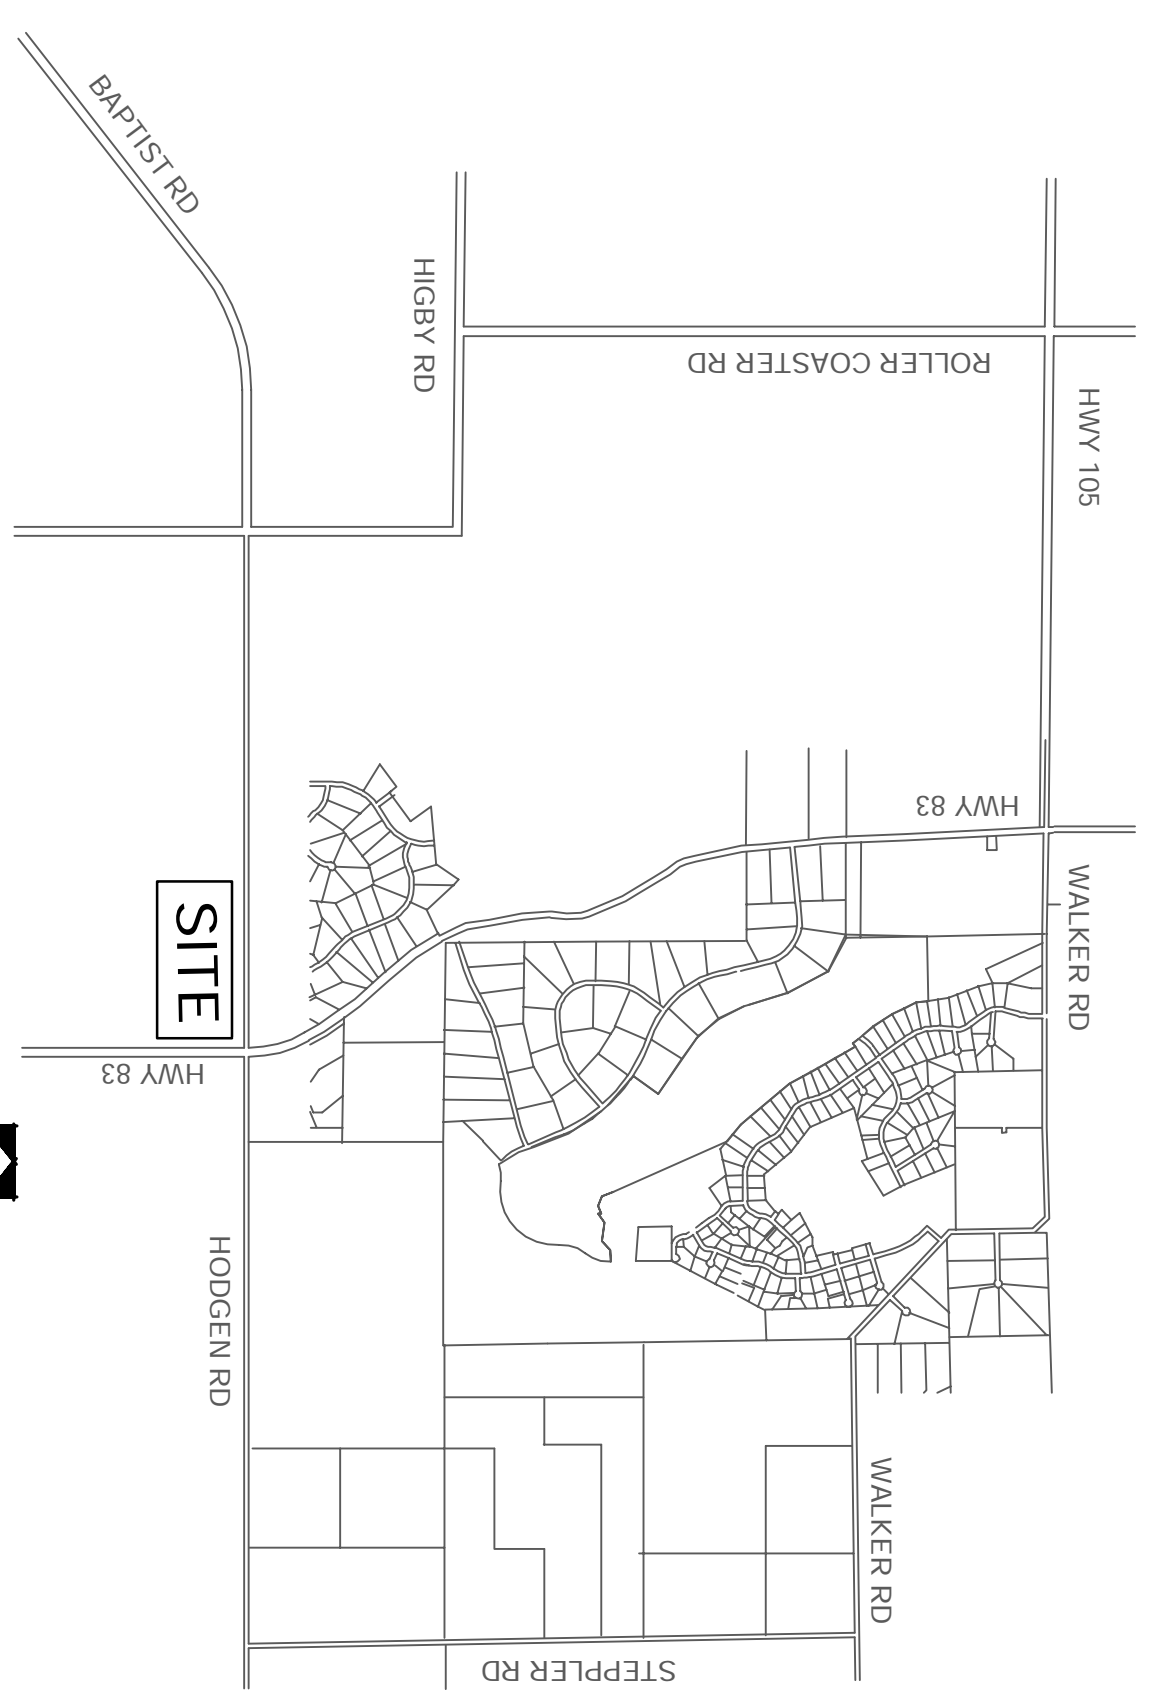 BAPTIST RD
HIGBY RD
ROLLER COASTER RD
HWY 105
HWY 83
WALKER RD
SITE
HWY 83
HODGEN RD
WALKER RD
STEPPLER RD